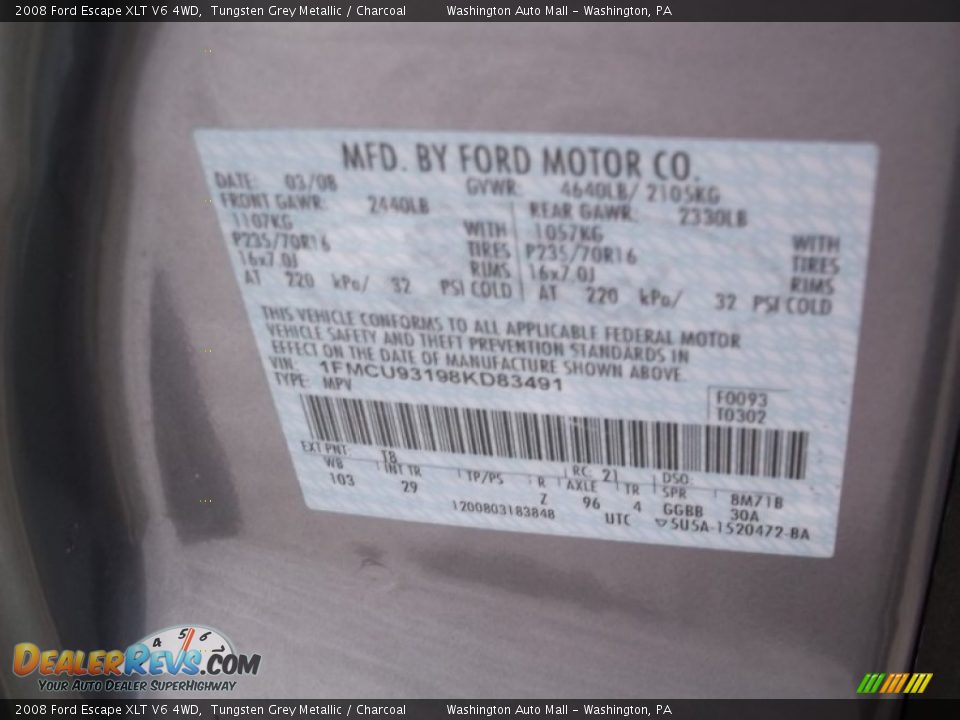 2008 Ford Escape XLT V6 4WD, Tungsten Grey Metallic / Charcoal Washington Auto Mall - Washington, PA
MFD. BY FORD MOTOR CO.
DATE: 03/08 GVWR: 4640LB/ 2105KG
FRONT GAWR: 2440LB REAR GAWR: 2330LB
1107KG WITH 1057KG WITH
P235/70R16 TIRES P235/70R16 TIRES
16x7.0J RIMS 16x7.0J RIMS
AT 220 kPa/ 32 PSI COLD AT 220 kPa/ 32 PSI COLD
THIS VEHICLE CONFORMS TO ALL APPLICABLE FEDERAL MOTOR
VEHICLE SAFETY AND THEFT PREVENTION STANDARDS IN
EFFECT ON THE DATE OF MANUFACTURE SHOWN ABOVE.
VIN: 1FMCU93198KD83491
TYPE: MPV
F0093
T0302
EXT PNT: T8 RC: 21 DSO:
WB INT TR TP/PS R AXLE TR SPR 8M71B
103 29 Z 96 4 GGBB 30A
1200803183848 UTC ▽5U5A-1520472-BA
DealerRevs.com
Your Auto Dealer SuperHighway
4 5 6 7
2008 Ford Escape XLT V6 4WD, Tungsten Grey Metallic / Charcoal Washington Auto Mall - Washington, PA